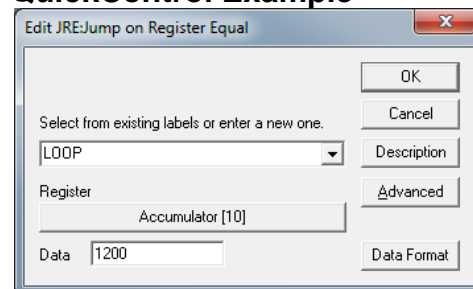 QuickControl Example
Edit JRE:Jump on Register Equal
OK
Select from existing labels or enter a new one.
Cancel
LOOP
Description
Register
Advanced
Accumulator [10]
Data 1200
Data Format